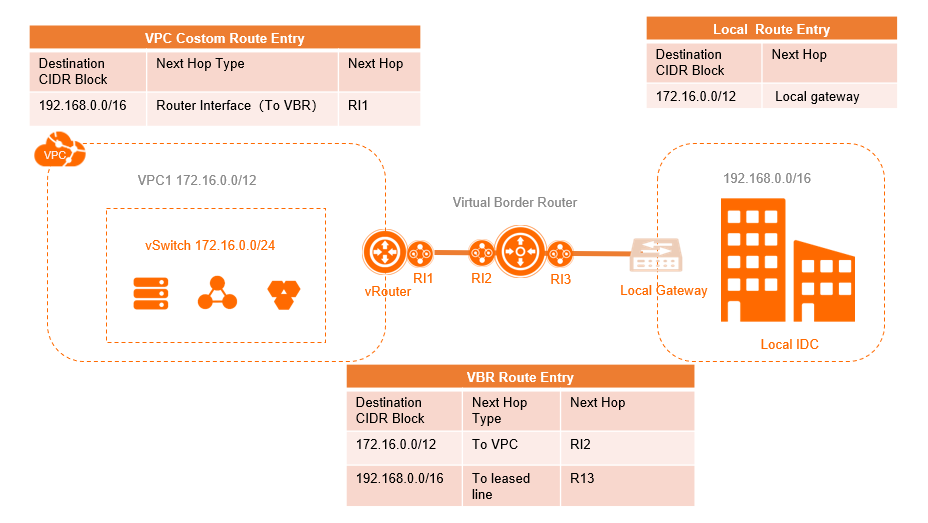 VPC Costom Route Entry
Destination CIDR Block Next Hop Type Next Hop
192.168.0.0/16 Router Interface（To VBR） RI1
Local Route Entry
Destination CIDR Block Next Hop
172.16.0.0/12 Local gateway
VPC
VPC1 172.16.0.0/12
vSwitch 172.16.0.0/24
vRouter
RI1
Virtual Border Router
RI2
RI3
Local Gateway
192.168.0.0/16
Local IDC
VBR Route Entry
Destination CIDR Block Next Hop Type Next Hop
172.16.0.0/12 To VPC RI2
192.168.0.0/16 To leased line R13